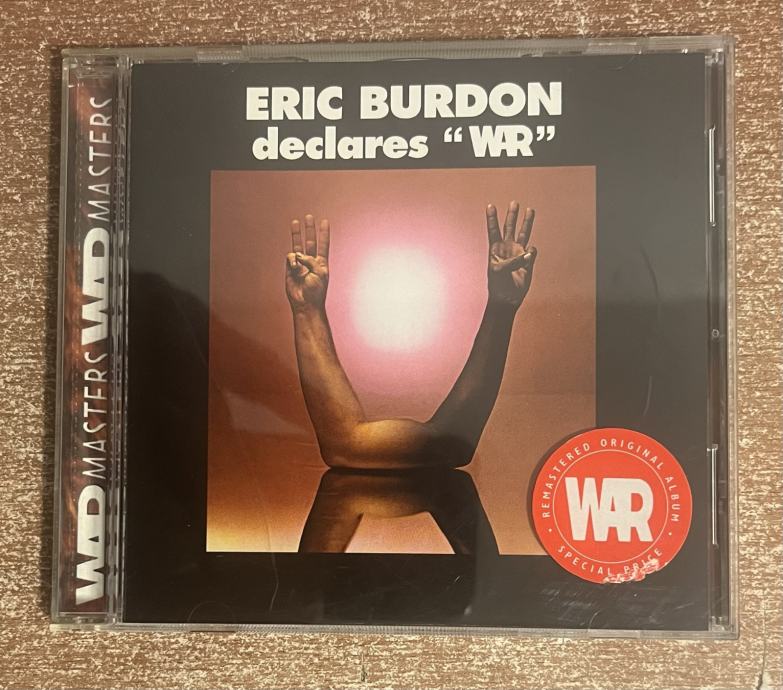 ERIC BURDON
declares “WAR”
WAR MASTERS WAR MASTERS
REMASTERED ORIGINAL ALBUM
WAR
SPECIAL PRICE